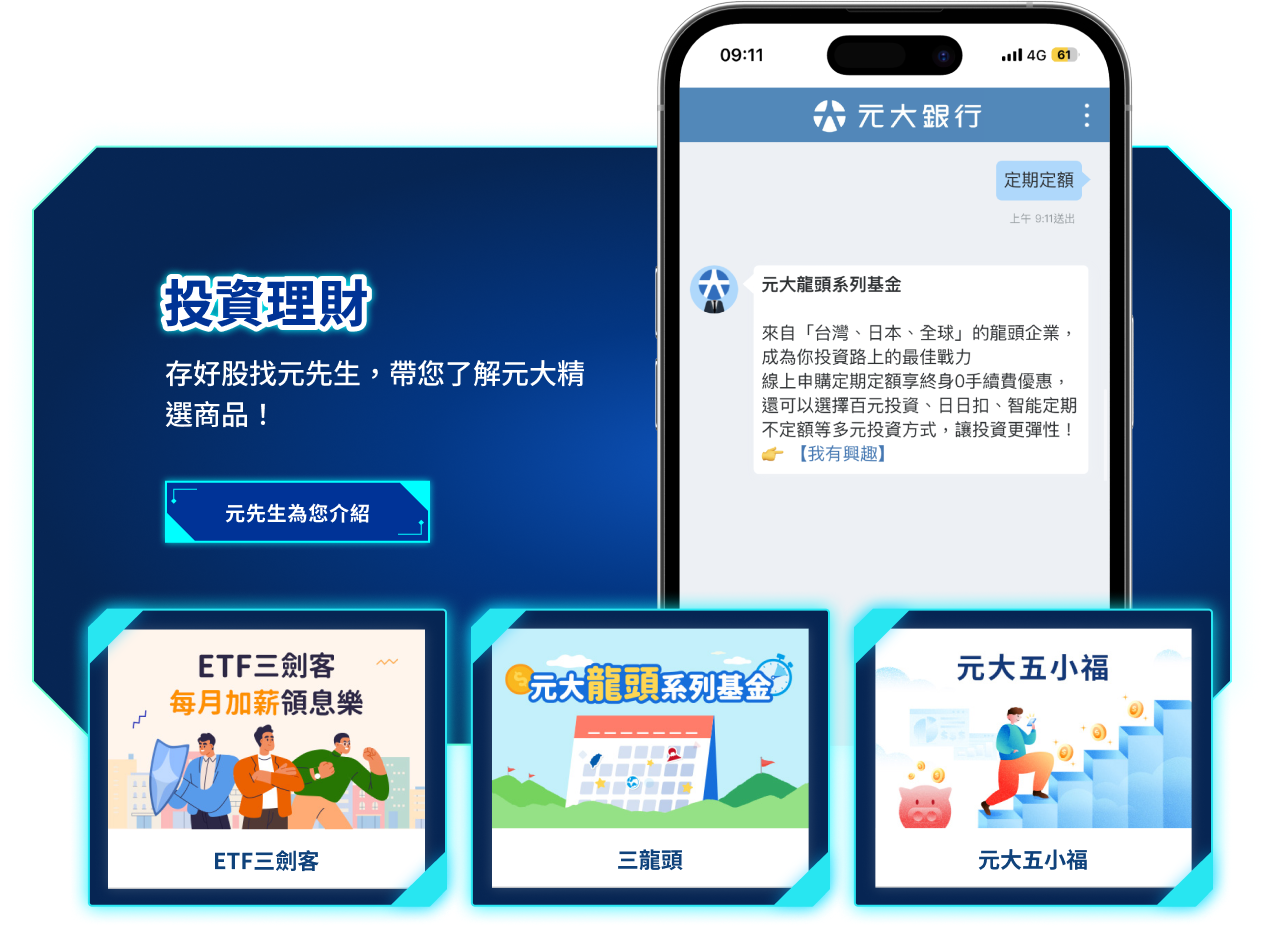 09:11
4G 61
元大銀行
定期定額
上午 9:11送出
投資理財
存好股找元先生，帶您了解元大精
選商品！
元先生為您介紹
元大龍頭系列基金
來自「台灣、日本、全球」的龍頭企業，
成為你投資路上的最佳戰力
線上申購定期定額享終身0手續費優惠，
還可以選擇百元投資、日日扣、智能定期
不定額等多元投資方式，讓投資更彈性！
👉 【我有興趣】
ETF三劍客
每月加薪領息樂
ETF三劍客
元大龍頭系列基金
三龍頭
元大五小福
元大五小福